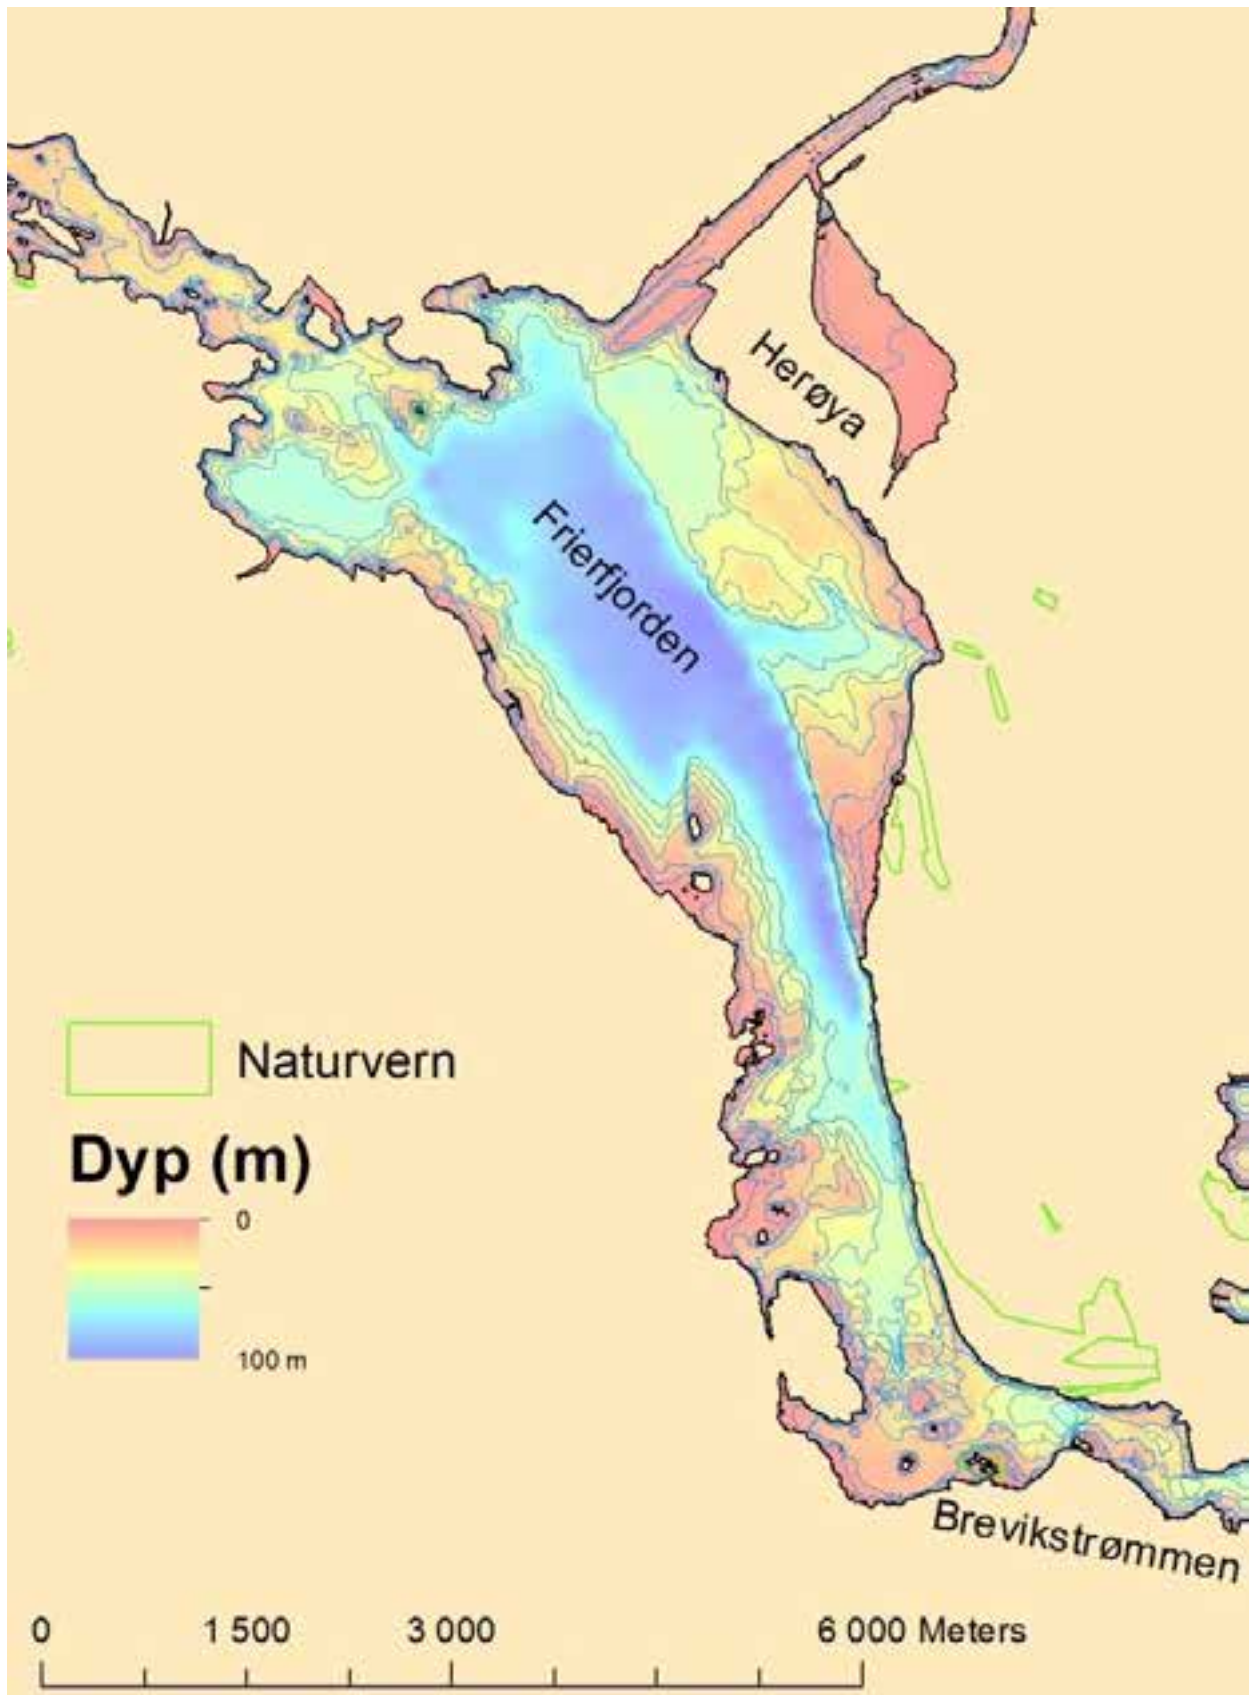 Herøya
Frierfjorden
Naturvern
Dyp (m)
0
100 m
Brevikstrømmen
0 1 500 3 000 6 000 Meters